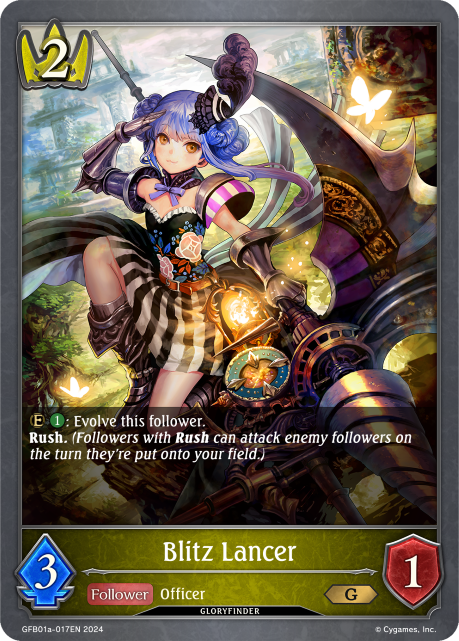 2
E 1: Evolve this follower.
Rush. (Followers with Rush can attack enemy followers on
the turn they're put onto your field.)
Blitz Lancer
3
Follower Officer
G
1
GLORYFINDER
GFB01a-017EN 2024
© Cygames, Inc.